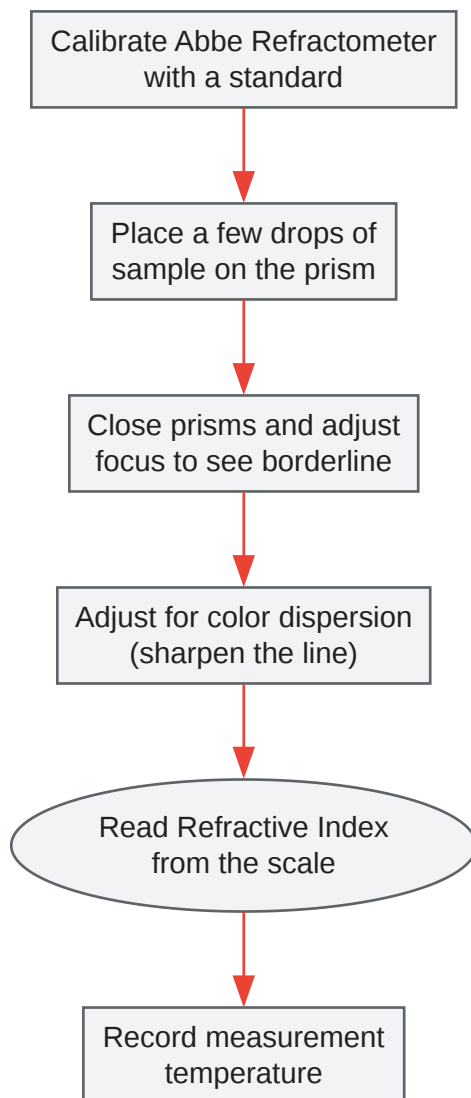 Calibrate Abbe Refractometer
with a standard
Place a few drops of
sample on the prism
Close prisms and adjust
focus to see borderline
Adjust for color dispersion
(sharpen the line)
Read Refractive Index
from the scale
Record measurement
temperature